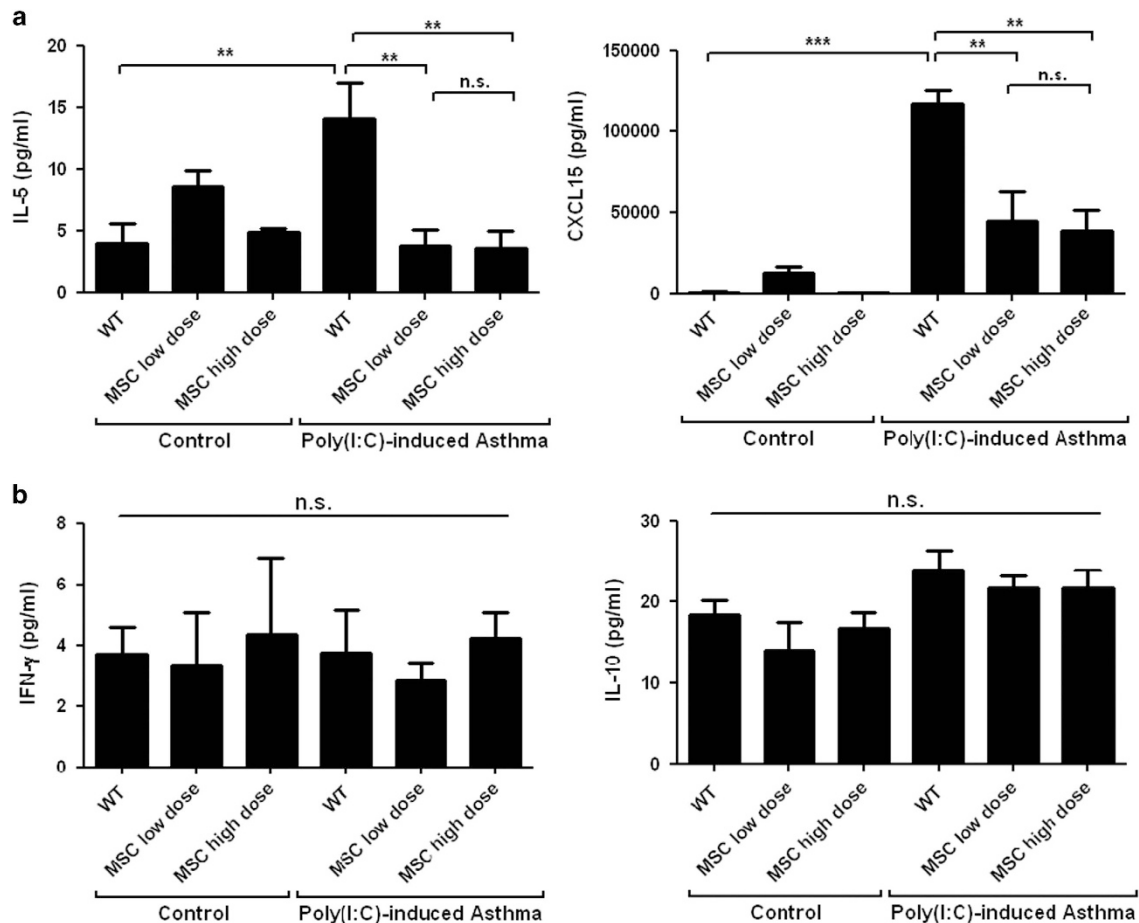 a
IL-5 (pg/ml)
20
15
10
5
0
**
**
**
n.s.
WT
MSC low dose
MSC high dose
WT
MSC low dose
MSC high dose
Control
Poly(I:C)-induced Asthma
CXCL15 (pg/ml)
150000
100000
50000
0
***
**
**
n.s.
WT
MSC low dose
MSC high dose
WT
MSC low dose
MSC high dose
Control
Poly(I:C)-induced Asthma
b
IFN-γ (pg/ml)
8
6
4
2
0
n.s.
WT
MSC low dose
MSC high dose
WT
MSC low dose
MSC high dose
Control
Poly(I:C)-induced Asthma
IL-10 (pg/ml)
30
20
10
0
n.s.
WT
MSC low dose
MSC high dose
WT
MSC low dose
MSC high dose
Control
Poly(I:C)-induced Asthma